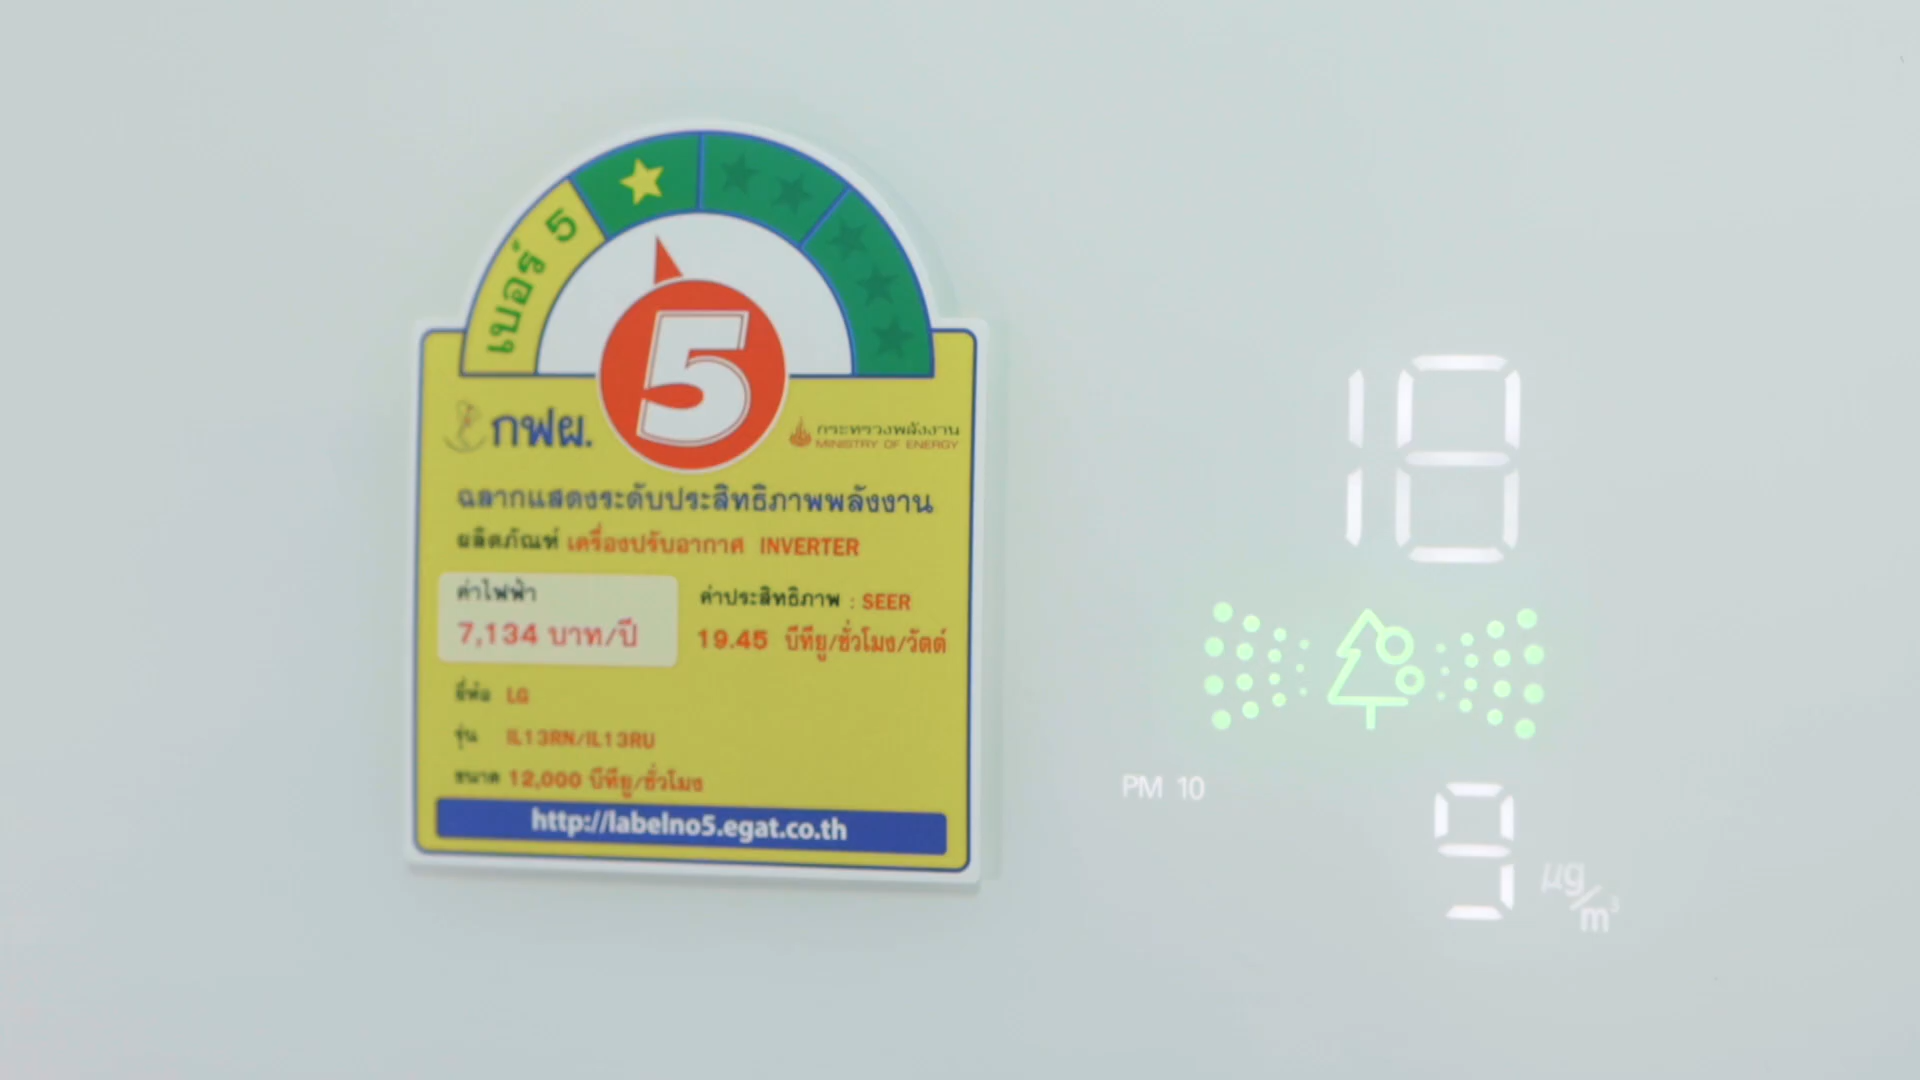 เบอร์ 5
5
กฟผ.
กระทรวงพลังงาน
MINISTRY OF ENERGY
ฉลากแสดงระดับประสิทธิภาพพลังงาน
ผลิตภัณฑ์ เครื่องปรับอากาศ INVERTER
ค่าไฟฟ้า
7,134 บาท/ปี
ค่าประสิทธิภาพ : SEER
19.45 บีทียู/ชั่วโมง/วัตต์
ยี่ห้อ LG
รุ่น IL13RN/IL13RU
ขนาด 12,000 บีทียู/ชั่วโมง
http://labelno5.egat.co.th
18
PM 10
9 µg/m³